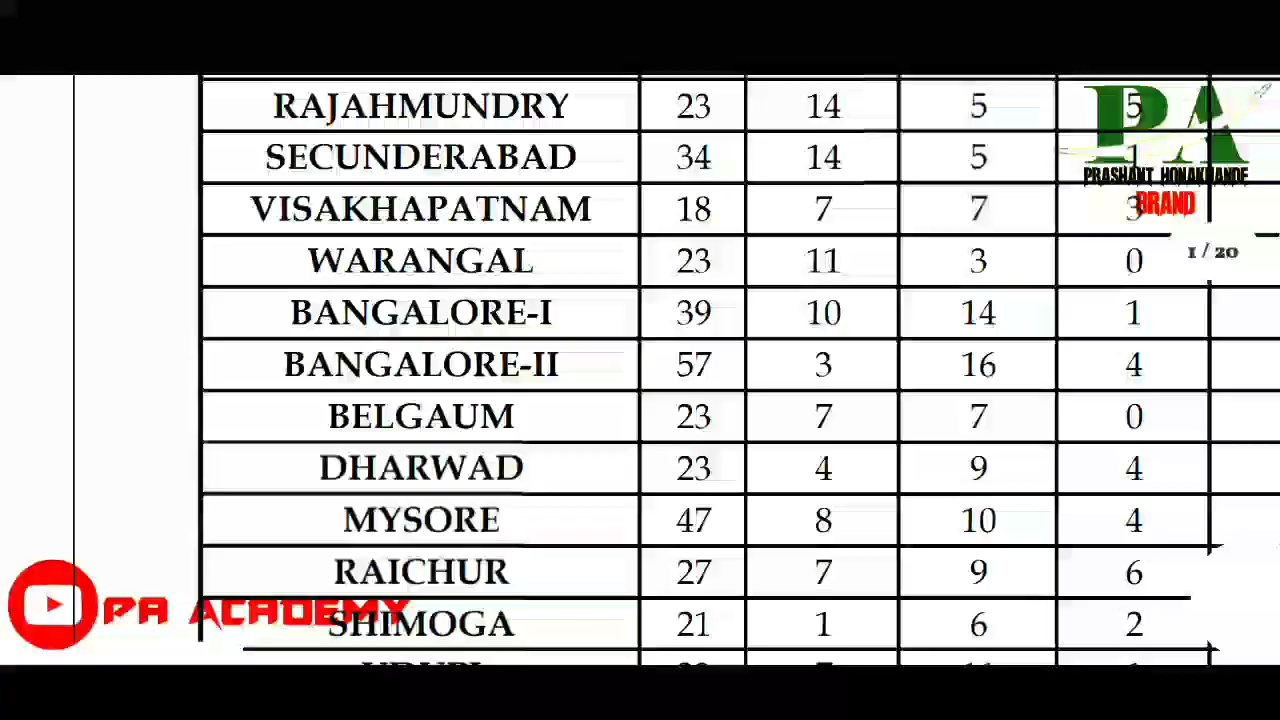 RAJAHMUNDRY 23 14 5 5
SECUNDERABAD 34 14 5 1
VISAKHAPATNAM 18 7 7 3
WARANGAL 23 11 3 0
BANGALORE-I 39 10 14 1
BANGALORE-II 57 3 16 4
BELGAUM 23 7 7 0
DHARWAD 23 4 9 4
MYSORE 47 8 10 4
RAICHUR 27 7 9 6
SHIMOGA 21 1 6 2
PA
PRASHANT HONAKHANDE
BRAND
1 / 20
PA ACADEMY